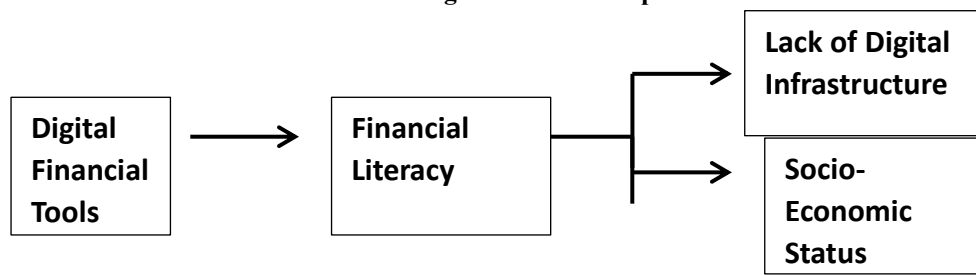 Lack of Digital
Infrastructure
Digital
Financial
Tools
Financial
Literacy
Socio-
Economic
Status